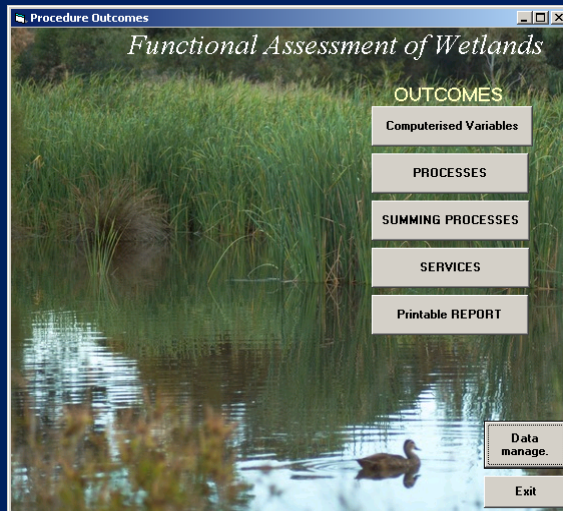 Procedure Outcomes
Functional Assessment of Wetlands
OUTCOMES
Computerised Variables
PROCESSES
SUMMING PROCESSES
SERVICES
Printable REPORT
Data
manage.
Exit